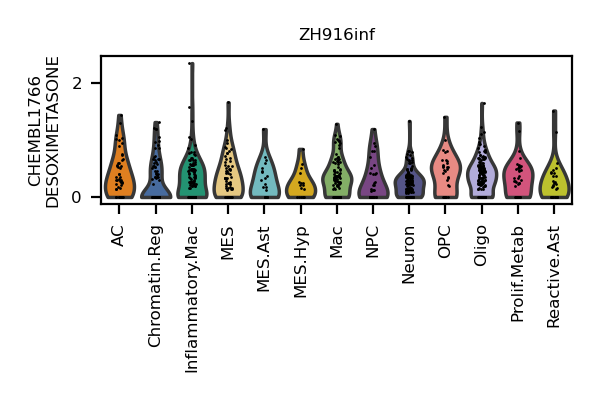 ZH916inf
CHEMBL1766
DESOXIMETASONE
2
0
AC
Chromatin.Reg
Inflammatory.Mac
MES
MES.Ast
MES.Hyp
Mac
NPC
Neuron
OPC
Oligo
Prolif.Metab
Reactive.Ast